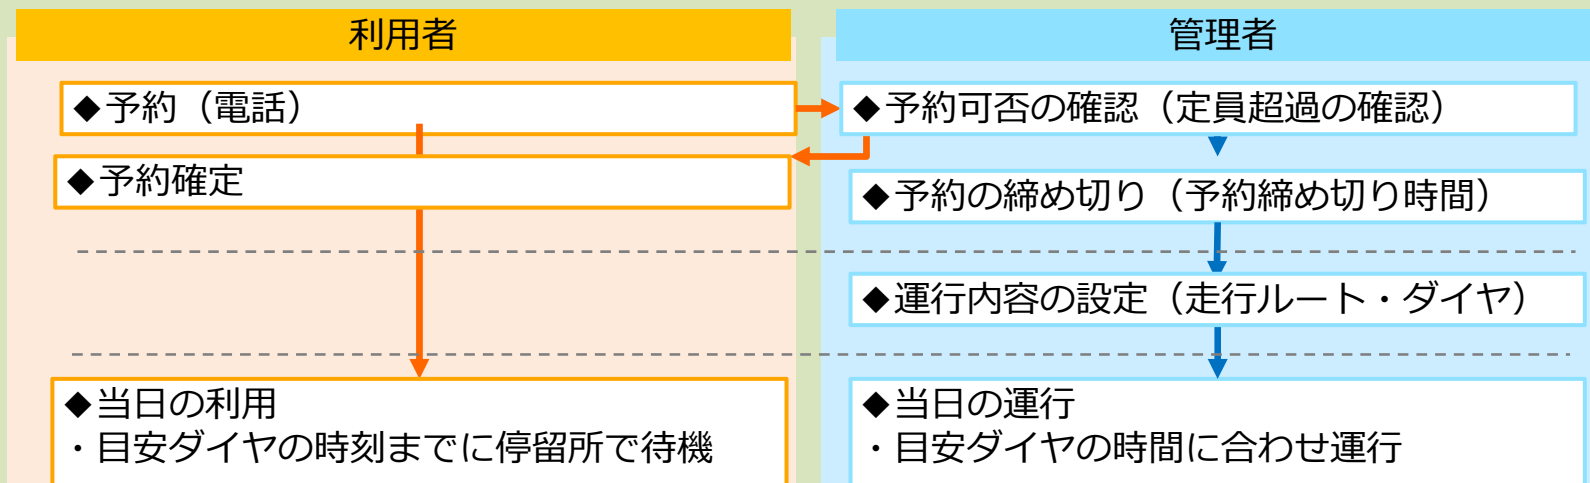 利用者
管理者
◆予約（電話）
◆予約可否の確認（定員超過の確認）
◆予約確定
◆予約の締め切り（予約締め切り時間）
◆運行内容の設定（走行ルート・ダイヤ）
◆当日の利用
・目安ダイヤの時刻までに停留所で待機
◆当日の運行
・目安ダイヤの時間に合わせ運行